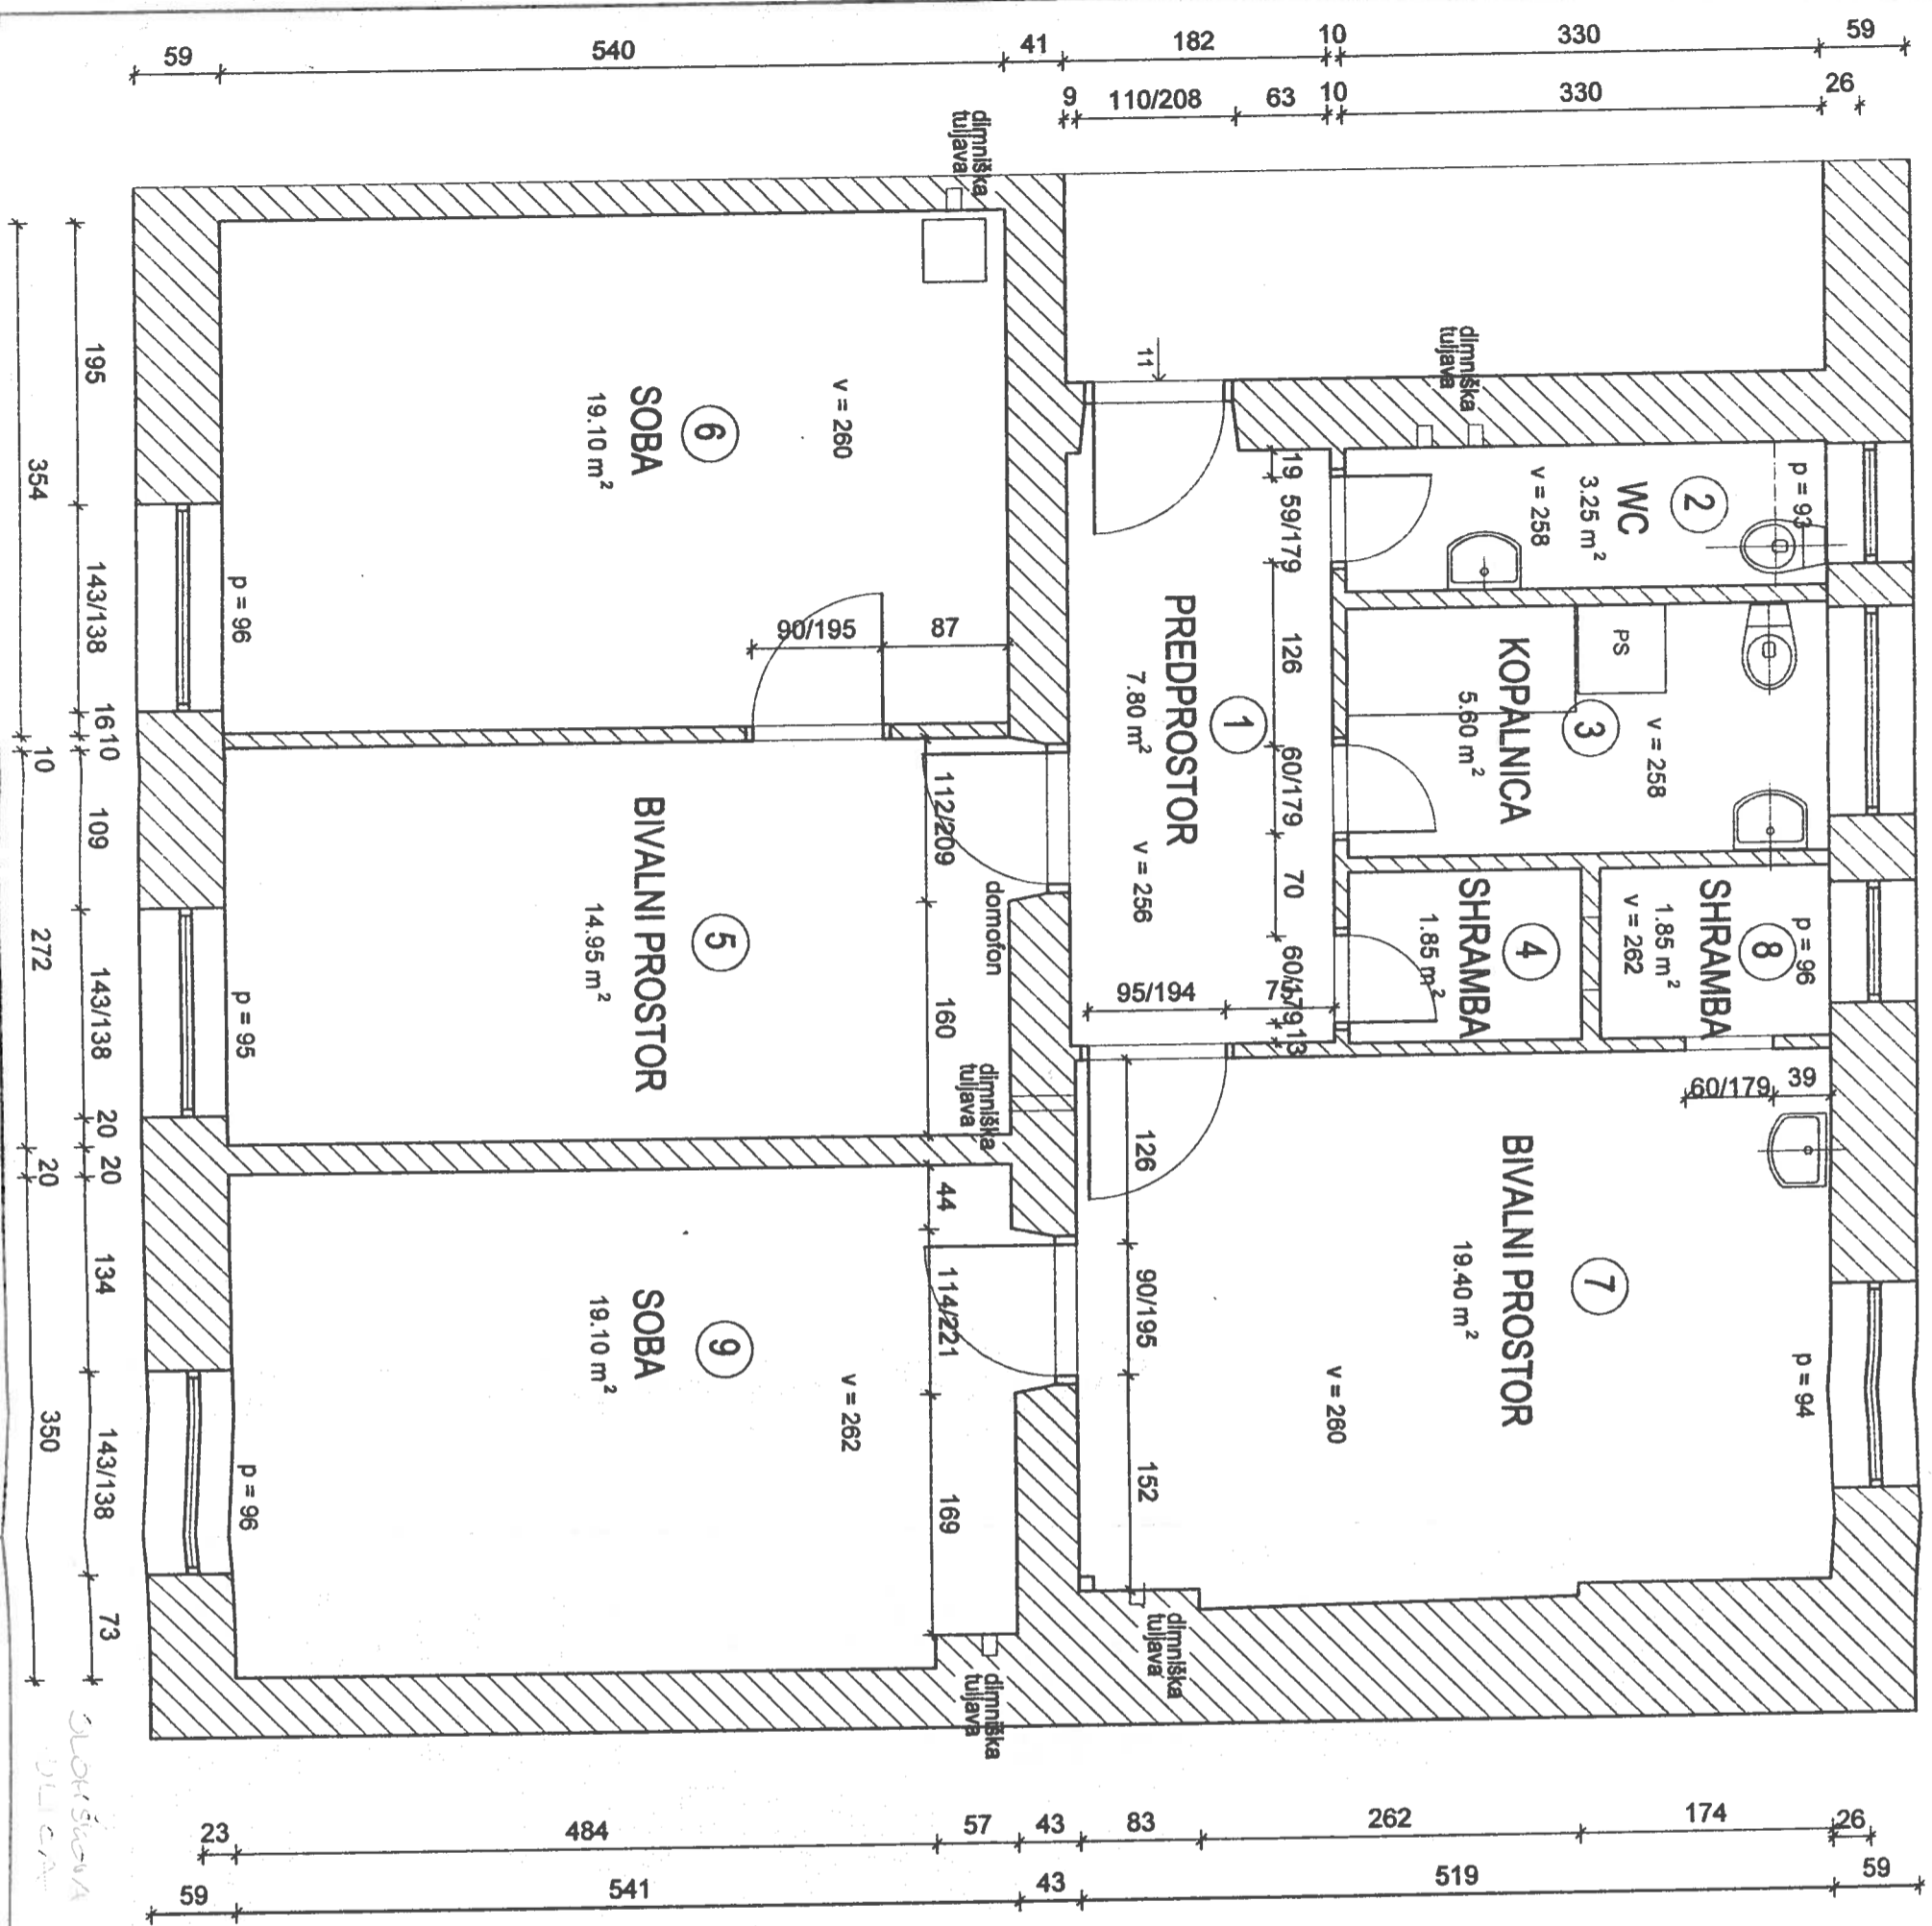 59
540
41
182
10
330
59
9
110/208
63
10
330
26
dimniška
tuljava
dimniška
tuljava
11
v = 260
6
SOBA
19.10 m²
p = 96
90/195
87
19
59/179
126
60/179
70
60/179
13
p = 93
2
WC
3.25 m²
v = 258
PS
v = 258
3
KOPALNICA
5.60 m²
1
PREDPROSTOR
7.80 m²
v = 256
4
SHRAMBA
1.85 m²
p = 96
8
SHRAMBA
1.85 m²
v = 262
95/194
39
60/179
112/209
160
domofon
dimniška
tuljava
5
BIVALNI PROSTOR
14.95 m²
p = 95
126
90/195
152
7
BIVALNI PROSTOR
19.40 m²
p = 94
v = 260
44
114/221
169
9
SOBA
19.10 m²
v = 262
p = 96
dimniška
tuljava
dimniška
tuljava
195
143/138
16
10
109
143/138
20
20
134
143/138
73
354
10
272
20
350
23
484
57
43
83
262
174
26
59
541
43
519
59